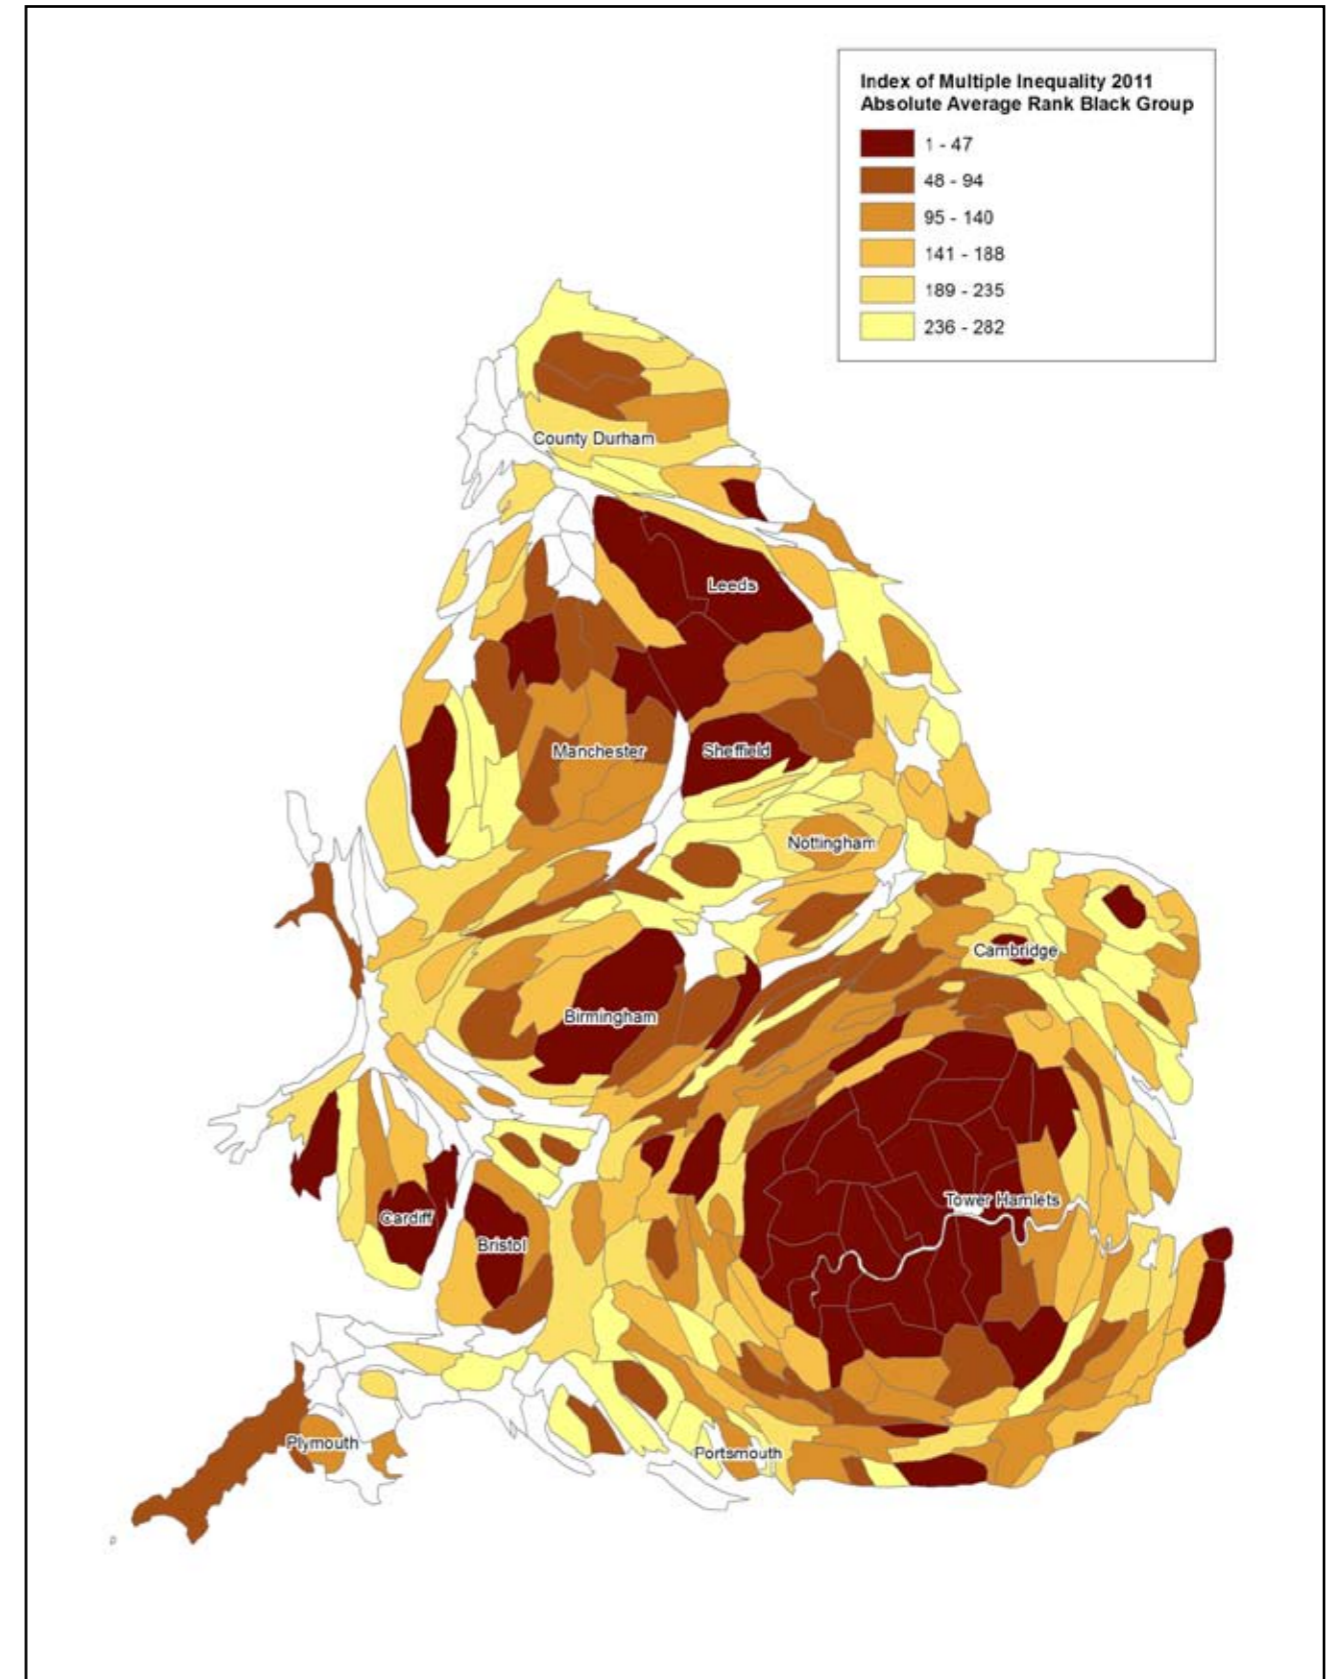 Index of Multiple Inequality 2011
Absolute Average Rank Black Group
1 - 47
48 - 94
95 - 140
141 - 188
189 - 235
236 - 282
County Durham
Leeds
Manchester
Sheffield
Nottingham
Cambridge
Birmingham
Tower Hamlets
Cardiff
Bristol
Plymouth
Portsmouth